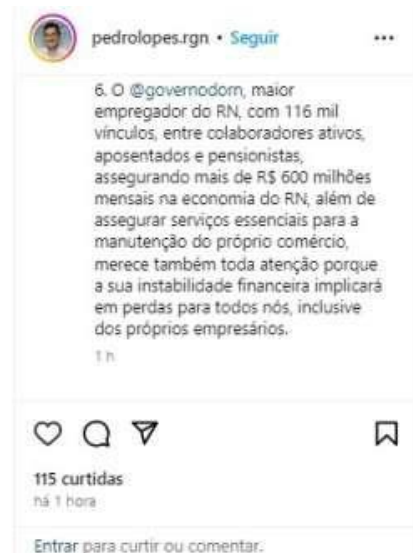 pedrolopes.rgn • Seguir
6. O @governodorn, maior
empregador do RN, com 116 mil
vínculos, entre colaboradores ativos,
aposentados e pensionistas,
assegurando mais de R$ 600 milhões
mensais na economia do RN, além de
assegurar serviços essenciais para a
manutenção do próprio comércio,
merece também toda atenção porque
a sua instabilidade financeira implicará
em perdas para todos nós, inclusive
dos próprios empresários.
1 h
115 curtidas
há 1 hora
Entrar para curtir ou comentar.